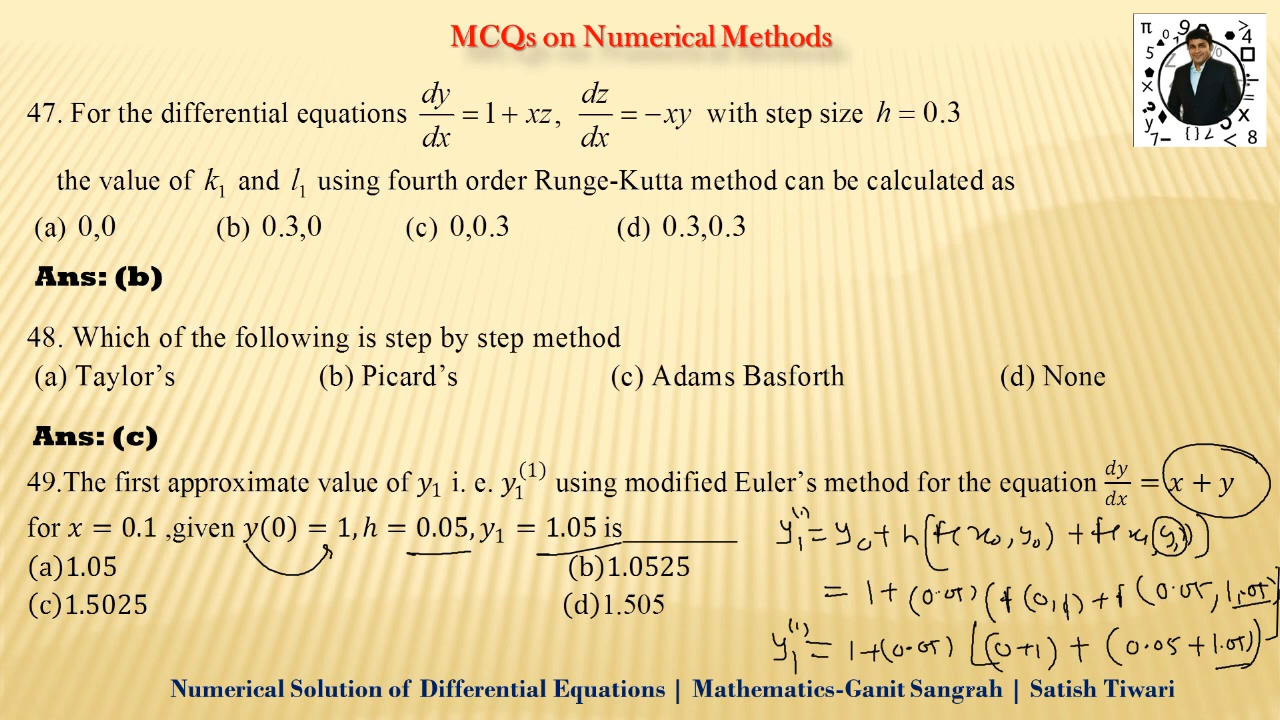 MCQs on Numerical Methods
47. For the differential equations dy/dx = 1 + xz, dz/dx = −xy with step size h = 0.3
the value of k₁ and l₁ using fourth order Runge-Kutta method can be calculated as
(a) 0,0 (b) 0.3,0 (c) 0,0.3 (d) 0.3,0.3
Ans: (b)
48. Which of the following is step by step method
(a) Taylor’s (b) Picard’s (c) Adams Basforth (d) None
Ans: (c)
49.The first approximate value of y₁ i. e. y₁⁽¹⁾ using modified Euler’s method for the equation dy/dx = x + y
for x = 0.1 ,given y(0) = 1, h = 0.05, y₁ = 1.05 is________
y₁⁽¹⁾ = y₀ + h[f(x₀, y₀) + f(x₁, y₁)]
(a)1.05 (b)1.0525
= 1 + (0.05) (f(0,1) + f(0.05, 1.05)
(c)1.5025 (d)1.505
y₁⁽¹⁾ = 1+(0.05) [(0+1) + (0.05+1.05)]
Numerical Solution of Differential Equations | Mathematics-Ganit Sangrah | Satish Tiwari